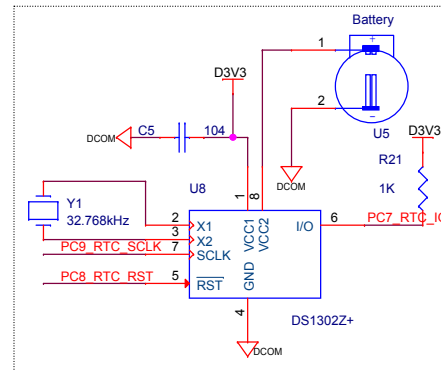 Battery
1
+
D3V3
2
-
C5
104
DCOM
U5
D3V3
DCOM
R21
U8
1K
1
8
Y1
32.768kHz
VCC1
VCC2
2
X1
I/O
6
PC7_RTC_IO
3
X2
PC9_RTC_SCLK
7
SCLK
PC8_RTC_RST
5
RST
GND
4
DS1302Z+
DCOM